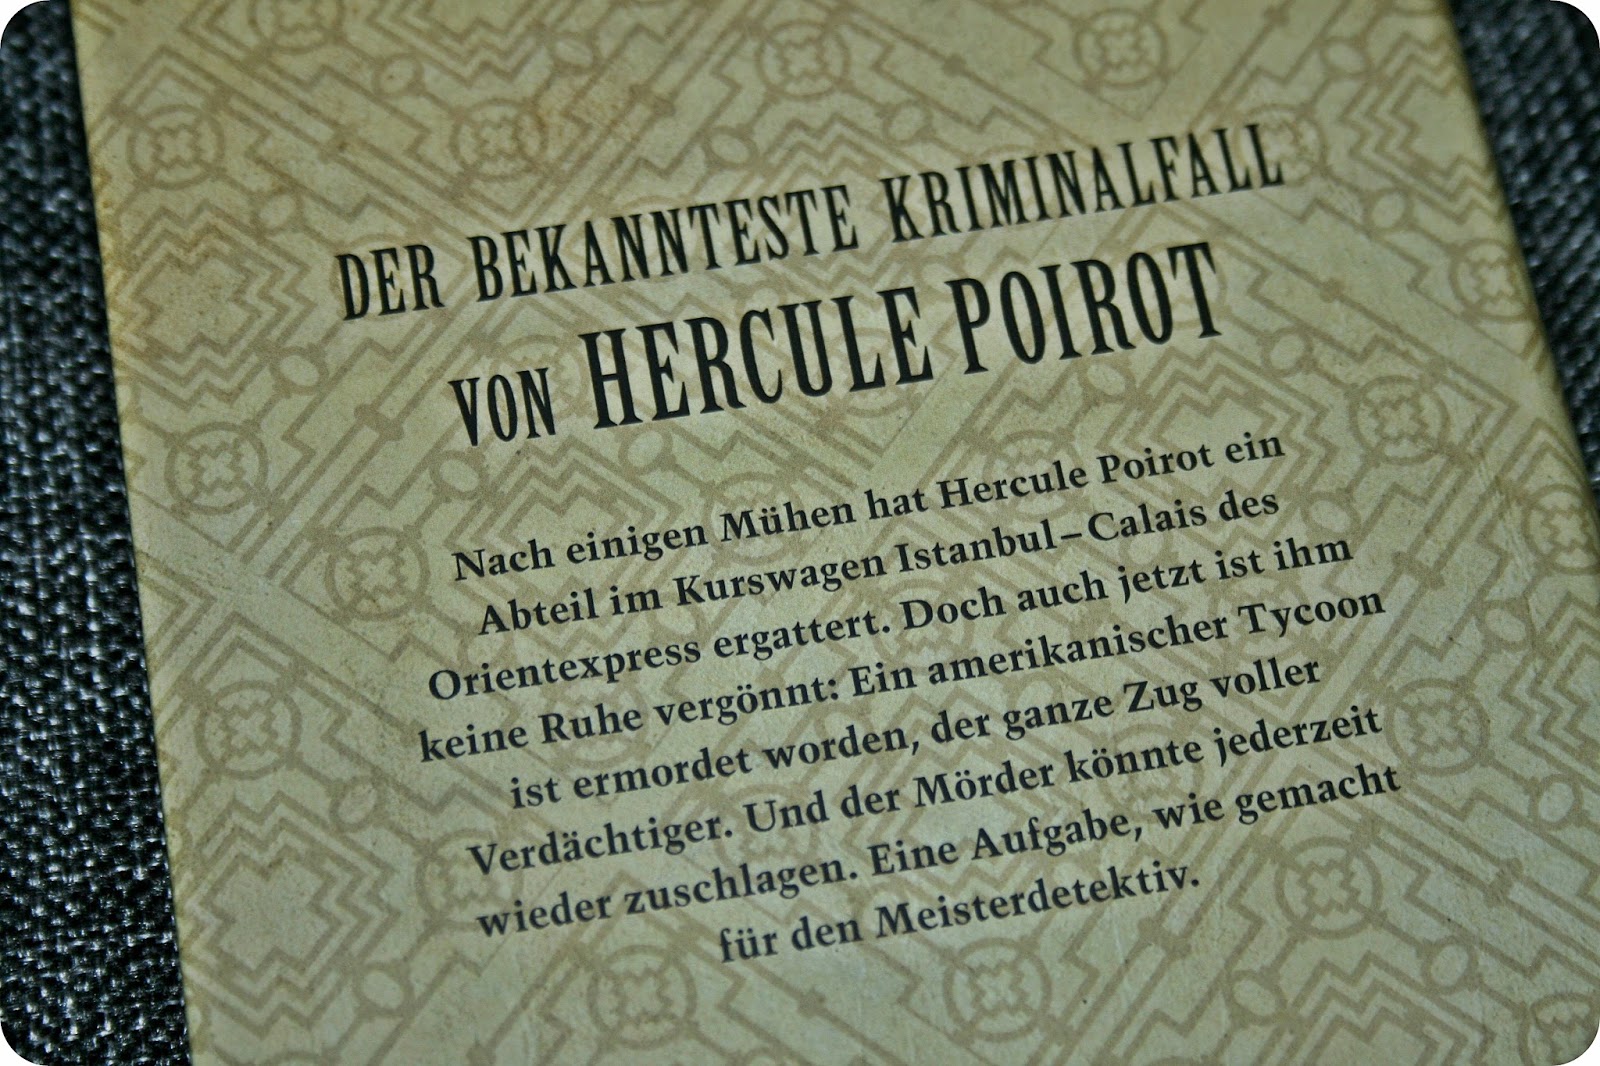 DER BEKANNTESTE KRIMINALFALL
VON HERCULE POIROT
Nach einigen Mühen hat Hercule Poirot ein
Abteil im Kurswagen Istanbul–Calais des
Orientexpress ergattert. Doch auch jetzt ist ihm
keine Ruhe vergönnt: Ein amerikanischer Tycoon
ist ermordet worden, der ganze Zug voller
Verdächtiger. Und der Mörder könnte jederzeit
wieder zuschlagen. Eine Aufgabe, wie gemacht
für den Meisterdetektiv.